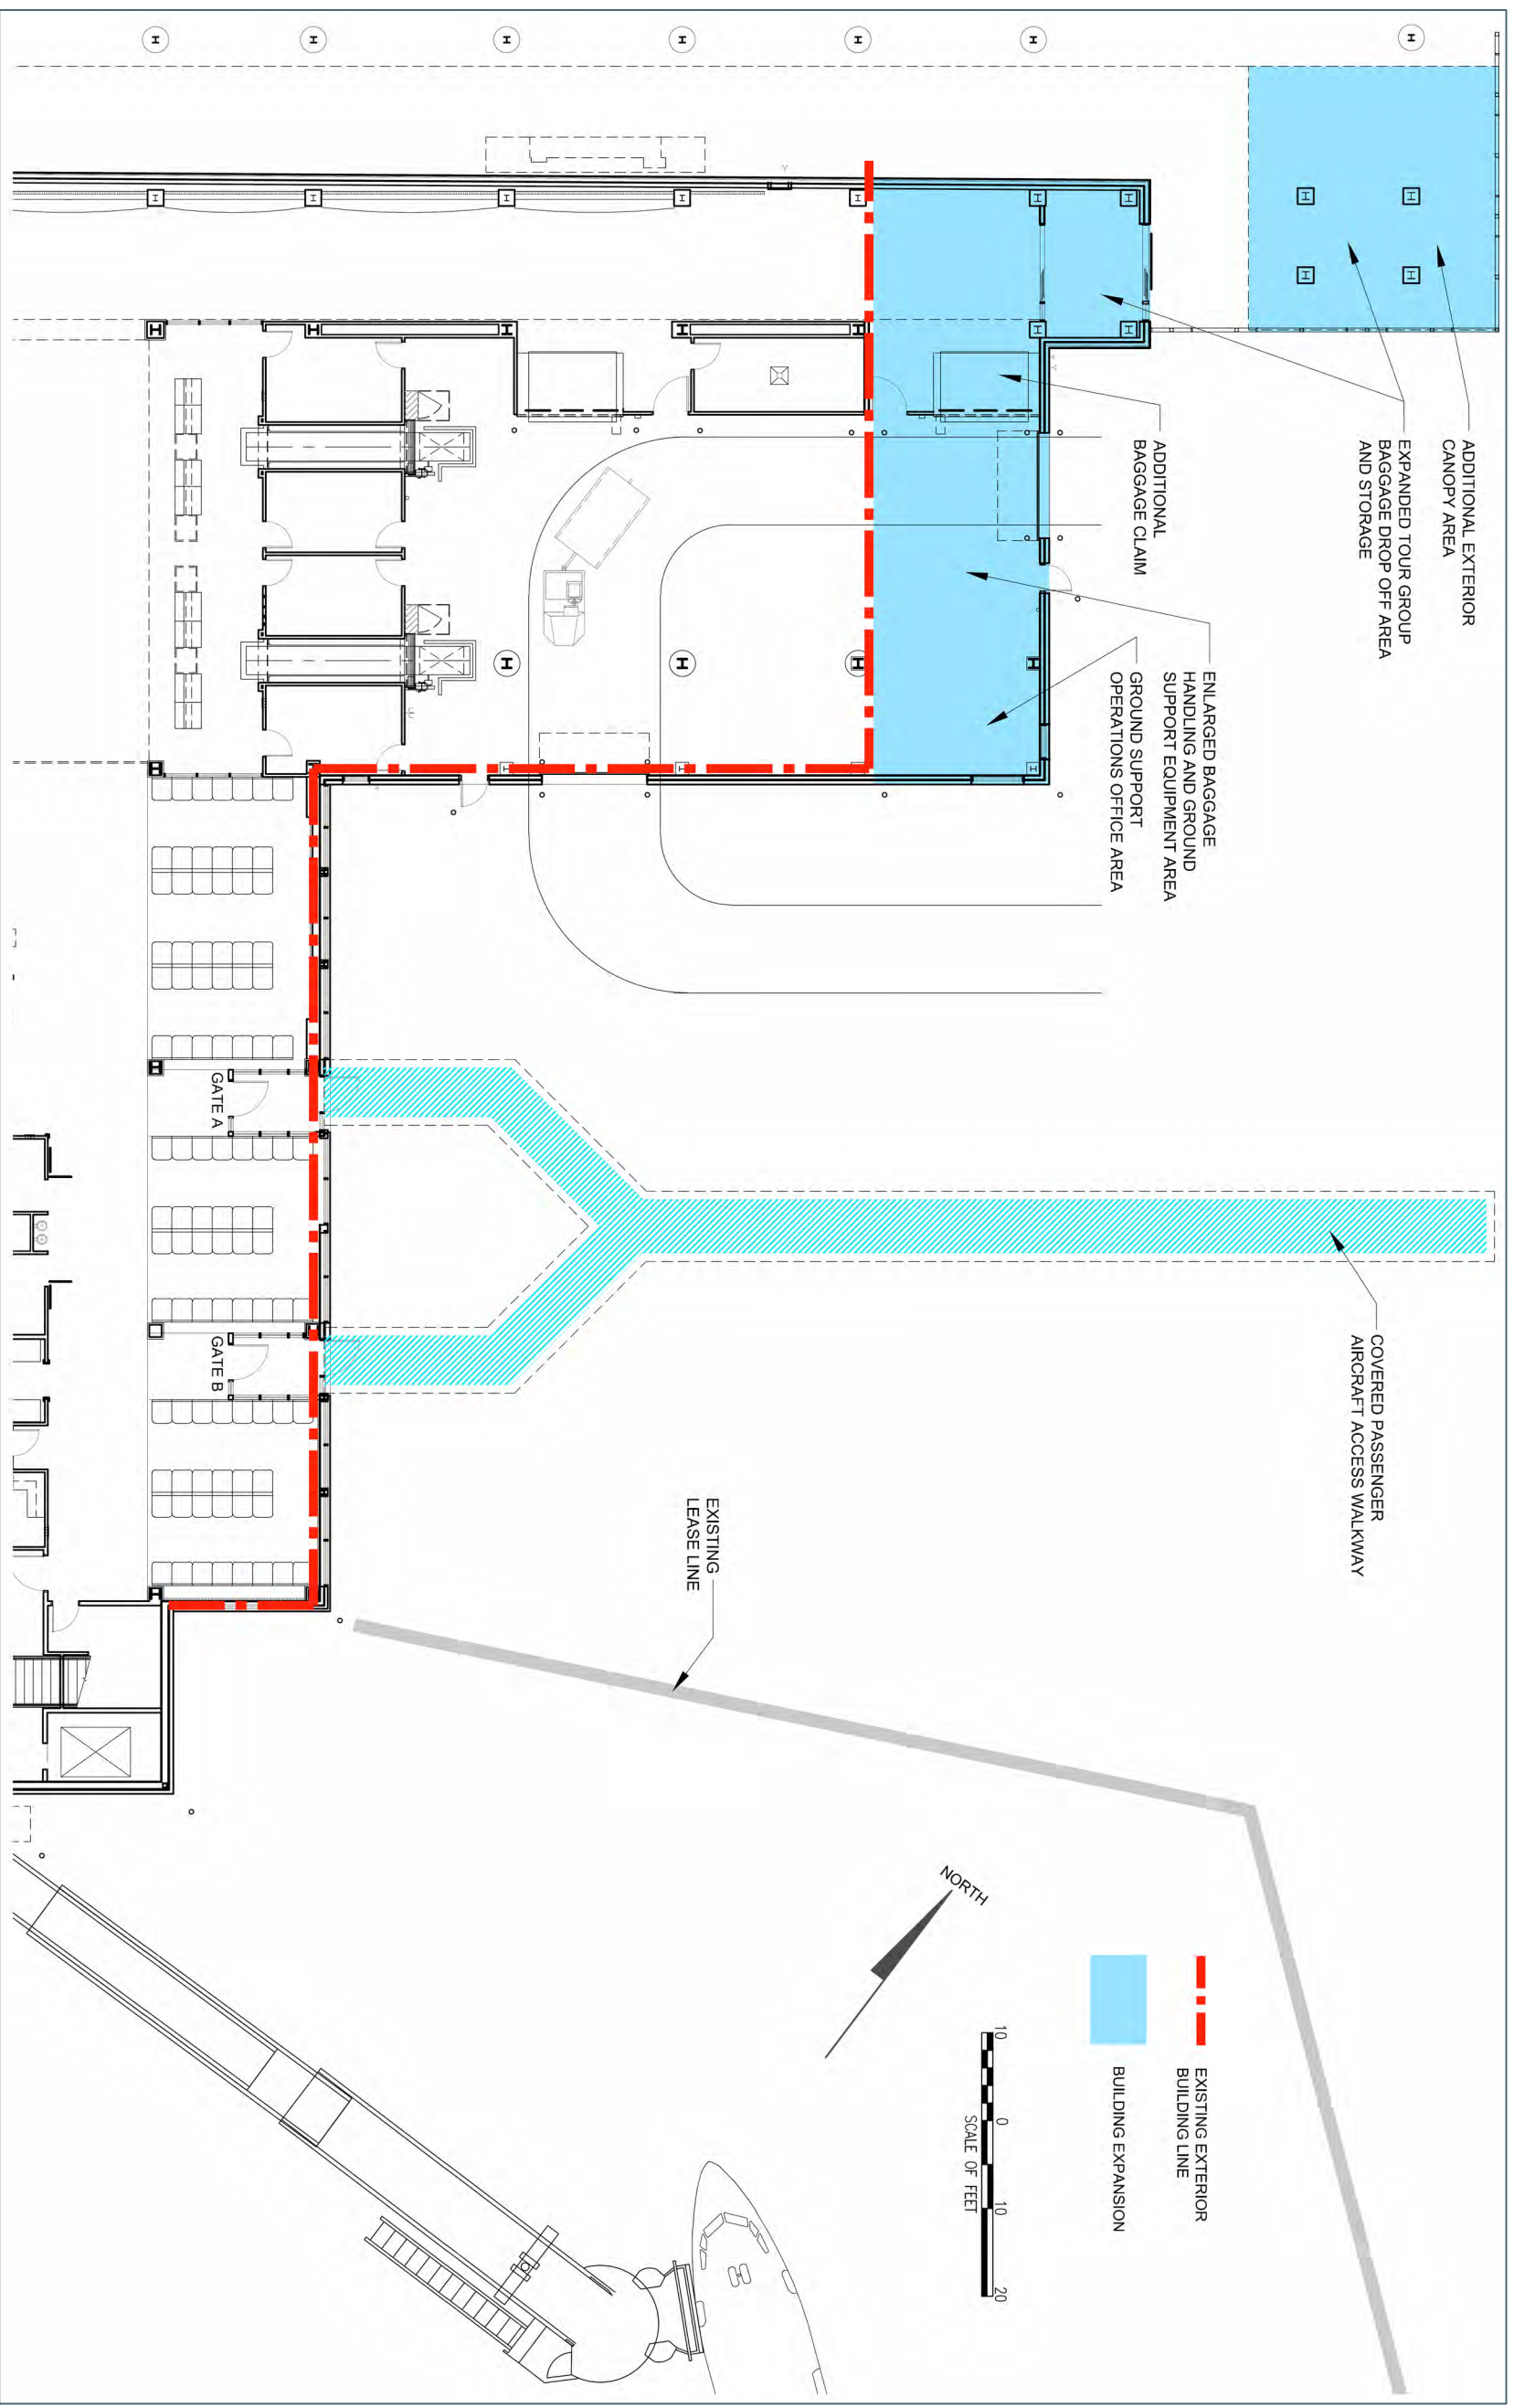 ADDITIONAL EXTERIOR
CANOPY AREA
EXPANDED TOUR GROUP
BAGGAGE DROP OFF AREA
AND STORAGE
ADDITIONAL
BAGGAGE CLAIM
ENLARGED BAGGAGE
HANDLING AND GROUND
SUPPORT EQUIPMENT AREA
GROUND SUPPORT
OPERATIONS OFFICE AREA
GATE A
GATE B
COVERED PASSENGER
AIRCRAFT ACCESS WALKWAY
EXISTING
LEASE LINE
NORTH
EXISTING EXTERIOR
BUILDING LINE
BUILDING EXPANSION
10 0 10 20
SCALE OF FEET